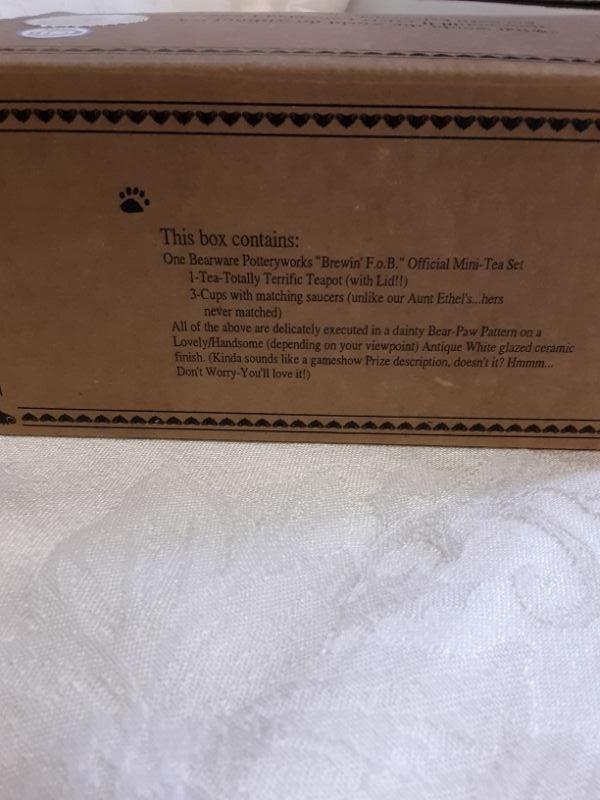 This box contains:
One Bearware Potteryworks "Brewin' F.o.B." Official Mini-Tea Set
1-Tea-Totally Terrific Teapot (with Lid!!)
3-Cups with matching saucers (unlike our Aunt Ethel's...hers
never matched)
All of the above are delicately executed in a dainty Bear-Paw Pattern on a
Lovely/Handsome (depending on your viewpoint) Antique White glazed ceramic
finish. (Kinda sounds like a gameshow Prize description, doesn't it? Hmmm...
Don't Worry-You'll love it!)